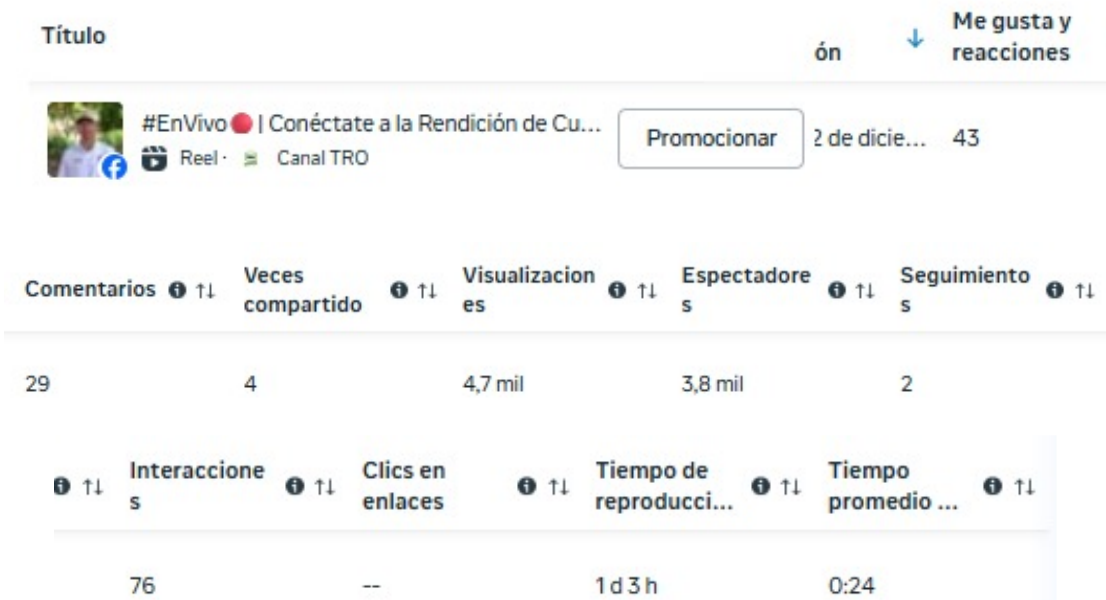 Título
ón
Me gusta y
reacciones
#EnVivo🔴 | Conéctate a la Rendición de Cu...
Reel · Canal TRO
Promocionar
2 de dicie...
43
Comentarios
Veces
compartido
Visualizacion
es
Espectadore
s
Seguimiento
s
29
4
4,7 mil
3,8 mil
2
Interaccione
s
Clics en
enlaces
Tiempo de
reproducci...
Tiempo
promedio ...
76
--
1 d 3 h
0:24